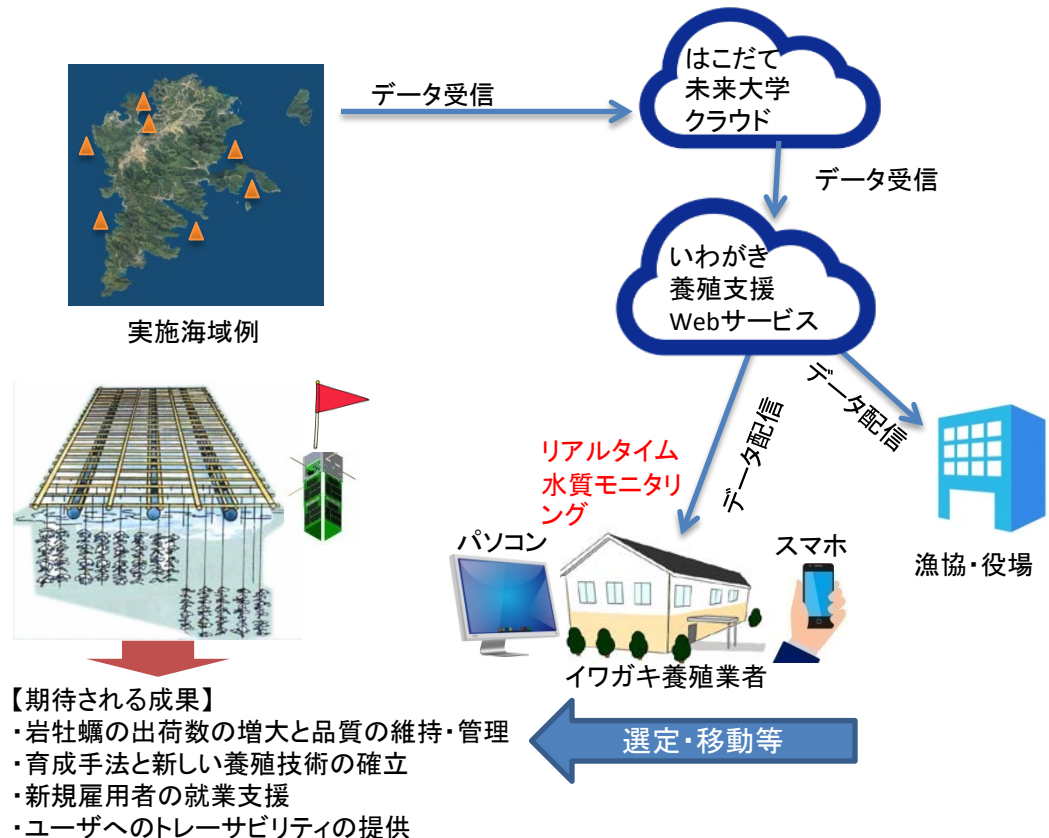 データ受信
はこだて
未来大学
クラウド
データ受信
実施海域例
いわがき
養殖支援
Webサービス
データ配信
データ配信
リアルタイム
水質モニタリ
ング
パソコン
スマホ
漁協・役場
イワガキ養殖業者
選定・移動等
【期待される成果】
・岩牡蠣の出荷数の増大と品質の維持・管理
・育成手法と新しい養殖技術の確立
・新規雇用者の就業支援
・ユーザへのトレーサビリティの提供